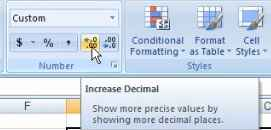 Custom
$ % , .00
Conditional Format Cell
Formatting as Table Styles
Number Styles
Increase Decimal
Show more precise values by
showing more decimal places.
F